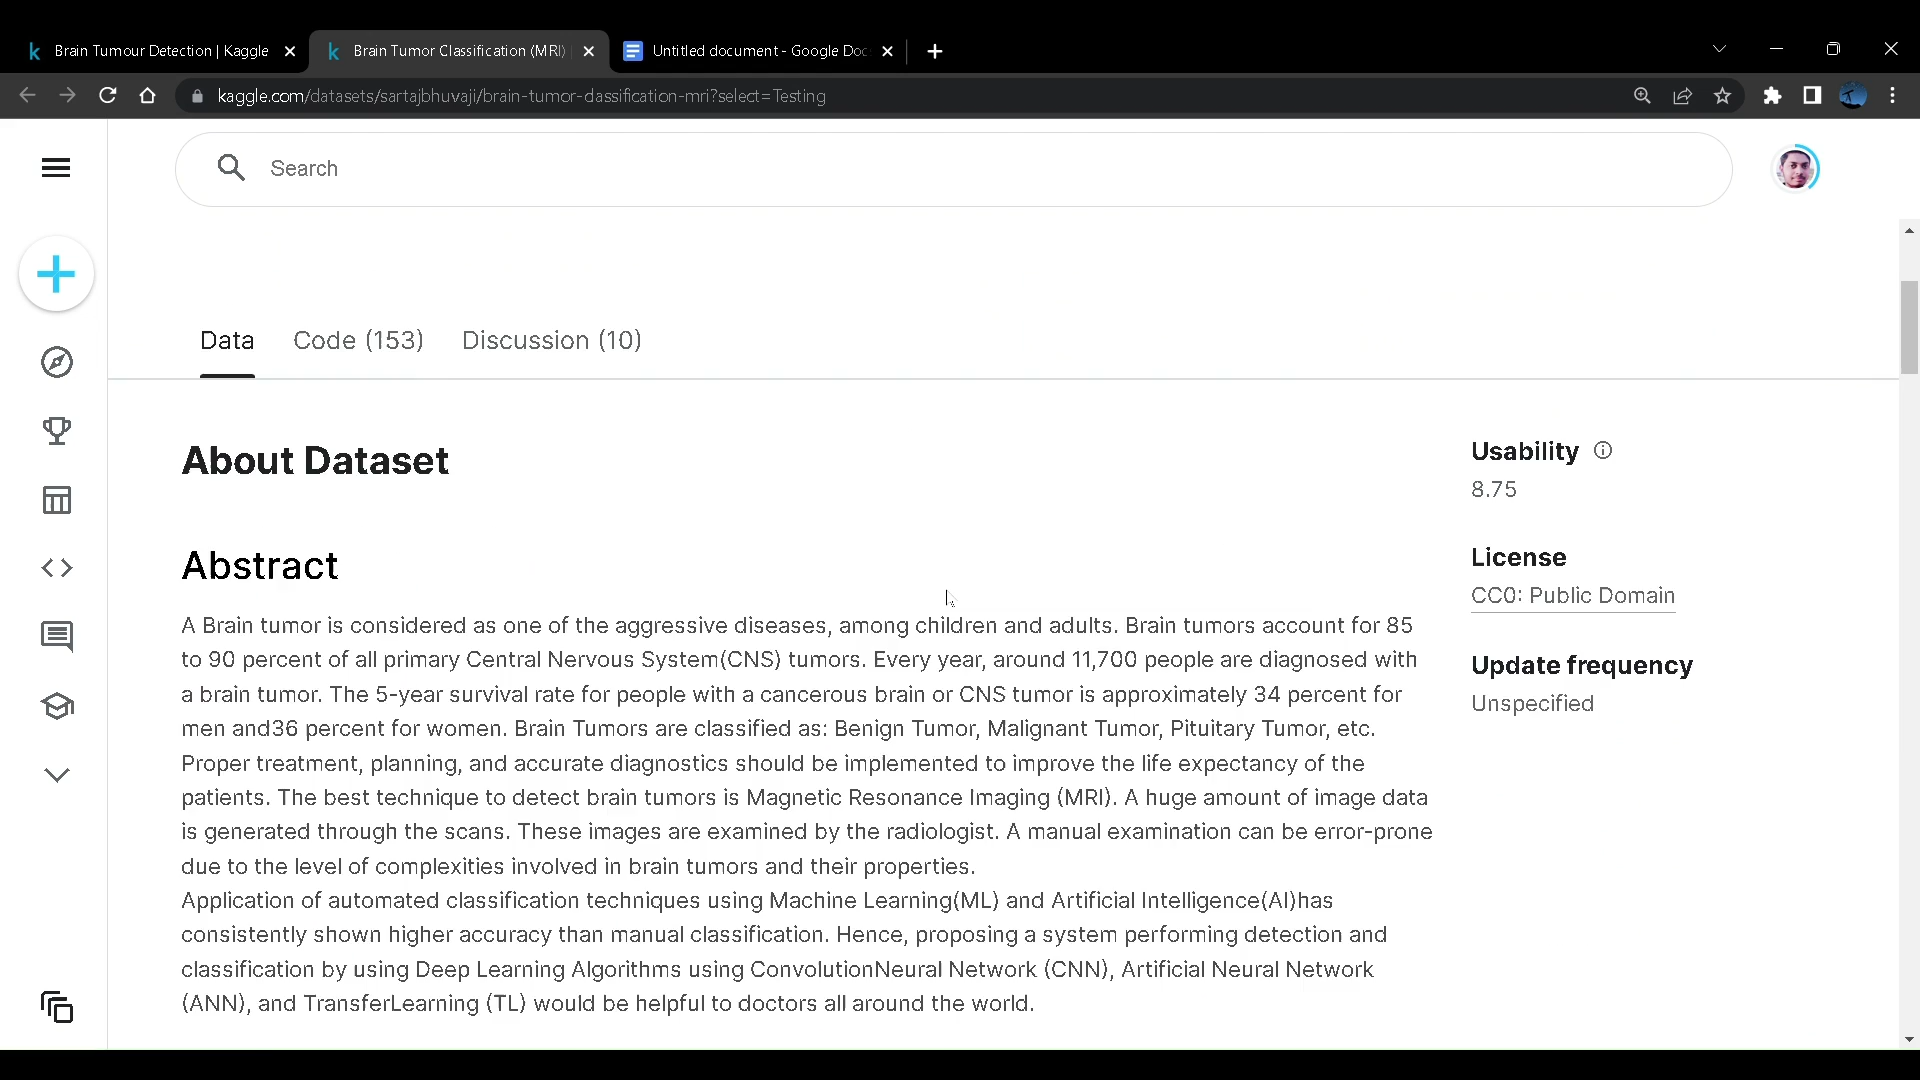 Brain Tumour Detection | Kaggle
Brain Tumor Classification (MRI)
Untitled document - Google Doc
kaggle.com/datasets/sartajbhuvaji/brain-tumor-classification-mri?select=Testing
Search
Data
Code (153)
Discussion (10)
About Dataset
Abstract
A Brain tumor is considered as one of the aggressive diseases, among children and adults. Brain tumors account for 85
to 90 percent of all primary Central Nervous System(CNS) tumors. Every year, around 11,700 people are diagnosed with
a brain tumor. The 5-year survival rate for people with a cancerous brain or CNS tumor is approximately 34 percent for
men and36 percent for women. Brain Tumors are classified as: Benign Tumor, Malignant Tumor, Pituitary Tumor, etc.
Proper treatment, planning, and accurate diagnostics should be implemented to improve the life expectancy of the
patients. The best technique to detect brain tumors is Magnetic Resonance Imaging (MRI). A huge amount of image data
is generated through the scans. These images are examined by the radiologist. A manual examination can be error-prone
due to the level of complexities involved in brain tumors and their properties.
Application of automated classification techniques using Machine Learning(ML) and Artificial Intelligence(AI)has
consistently shown higher accuracy than manual classification. Hence, proposing a system performing detection and
classification by using Deep Learning Algorithms using ConvolutionNeural Network (CNN), Artificial Neural Network
(ANN), and TransferLearning (TL) would be helpful to doctors all around the world.
Usability
8.75
License
CC0: Public Domain
Update frequency
Unspecified